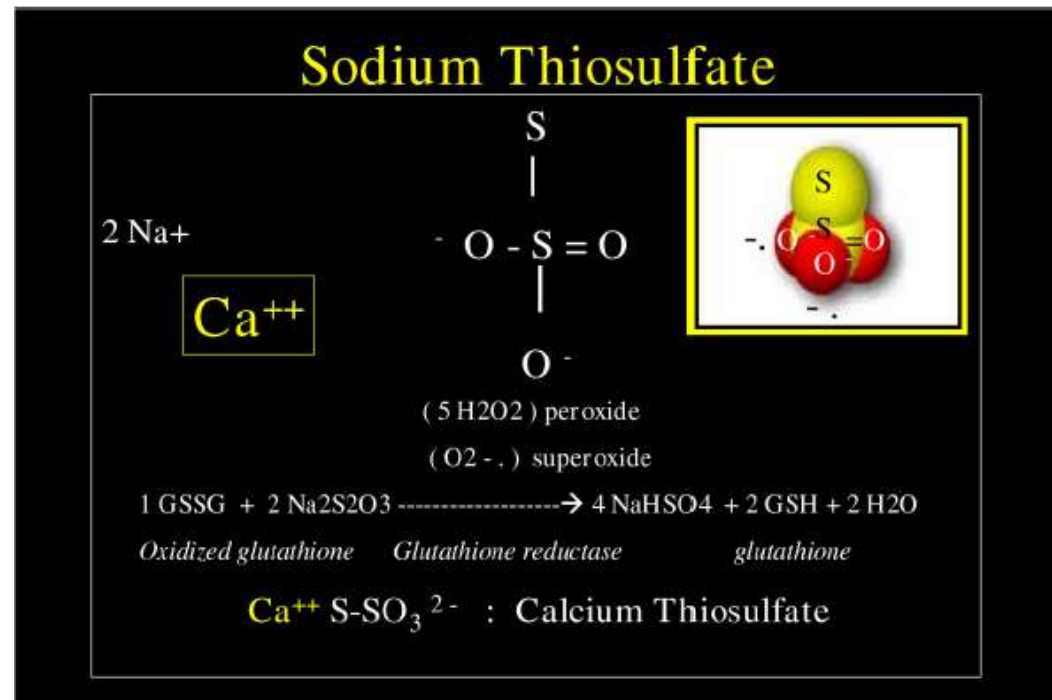 Sodium Thiosulfate
S
|
2 Na+ - O - S = O
|
Ca++
O -
S
S
-. O - =O
O -
- .
( 5 H2O2 ) peroxide
( O2 - . ) superoxide
1 GSSG + 2 Na2S2O3 -------------------→ 4 NaHSO4 + 2 GSH + 2 H2O
Oxidized glutathione Glutathione reductase glutathione
Ca++ S-SO3 2- : Calcium Thiosulfate